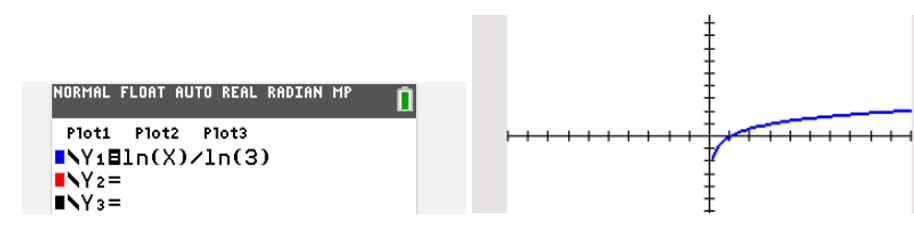 NORMAL FLOAT AUTO REAL RADIAN MP
Plot1 Plot2 Plot3
\Y₁=ln(X)/ln(3)
\Y₂=
\Y₃=